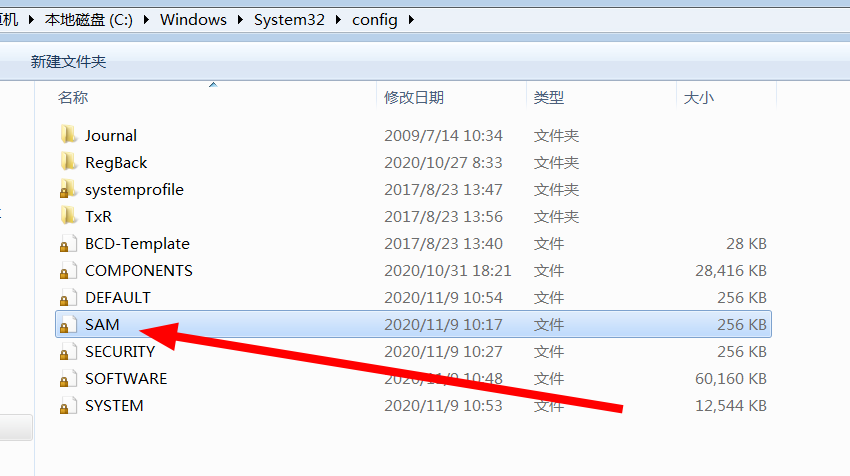 本地磁盘 (C:) ▸ Windows ▸ System32 ▸ config ▸
新建文件夹
名称 修改日期 类型 大小
Journal 2009/7/14 10:34 文件夹
RegBack 2020/10/27 8:33 文件夹
systemprofile 2017/8/23 13:47 文件夹
TxR 2017/8/23 13:56 文件夹
BCD-Template 2017/8/23 13:40 文件 28 KB
COMPONENTS 2020/10/31 18:21 文件 28,416 KB
DEFAULT 2020/11/9 10:54 文件 256 KB
SAM 2020/11/9 10:17 文件 256 KB
SECURITY 2020/11/9 10:27 文件 256 KB
SOFTWARE 2020/11/9 10:48 文件 60,160 KB
SYSTEM 2020/11/9 10:53 文件 12,544 KB